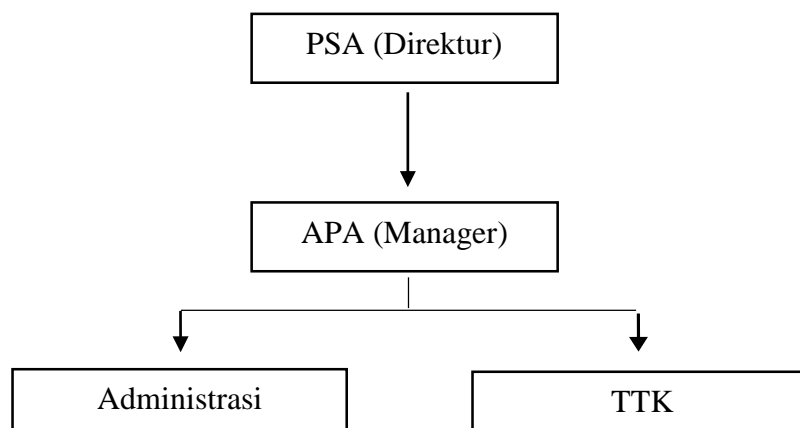 PSA (Direktur)
APA (Manager)
Administrasi
TTK